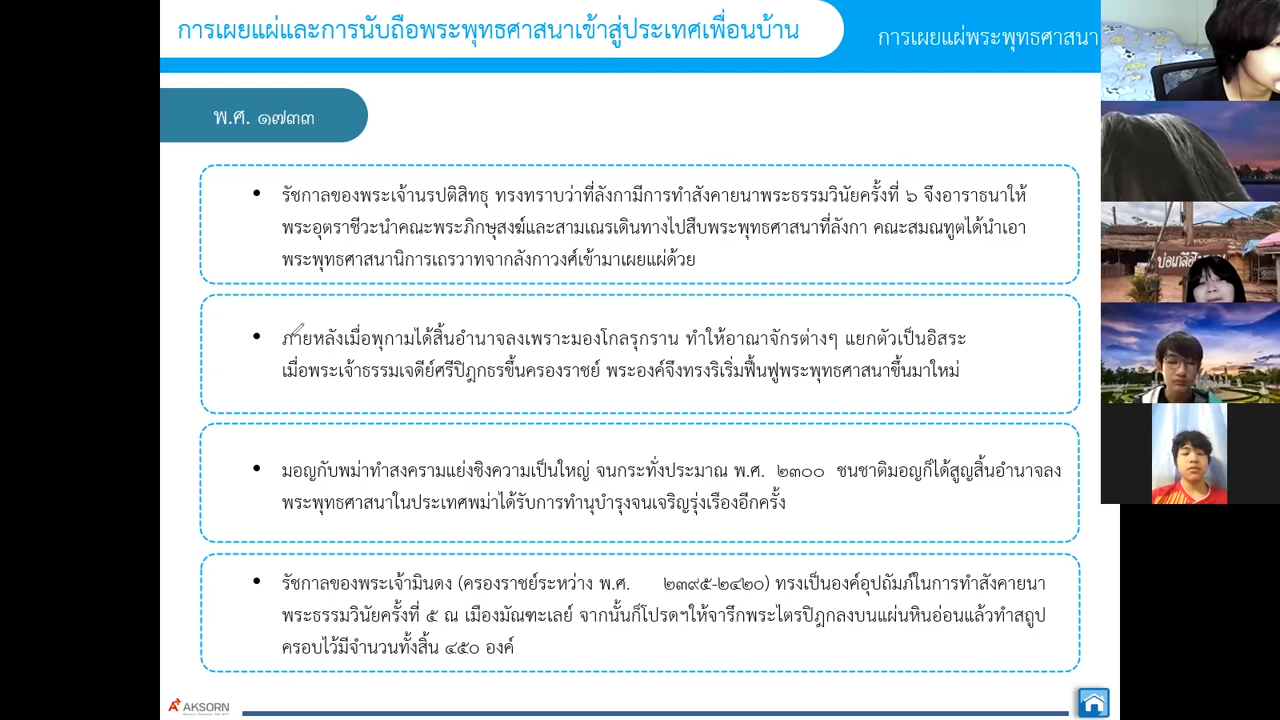 การเผยแผ่และการนับถือพระพุทธศาสนาเข้าสู่ประเทศเพื่อนบ้าน
การเผยแผ่พระพุทธศาสนา
พ.ศ. ๑๗๓๓
• รัชกาลของพระเจ้านรปติสิทธุ ทรงทราบว่าที่ลังกามีการทำสังคายนาพระธรรมวินัยครั้งที่ ๖ จึงอาราธนาให้
พระอุตราชีวะนำคณะพระภิกษุสงฆ์และสามเณรเดินทางไปสืบพระพุทธศาสนาที่ลังกา คณะสมณทูตได้นำเอา
พระพุทธศาสนานิการเถรวาทจากลังกาวงศ์เข้ามาเผยแผ่ด้วย
• ภายหลังเมื่อพุกามได้สิ้นอำนาจลงเพราะมองโกลรุกราน ทำให้อาณาจักรต่างๆ แยกตัวเป็นอิสระ
เมื่อพระเจ้าธรรมเจดีย์ศรีปิฎกธรขึ้นครองราชย์ พระองค์จึงทรงริเริ่มฟื้นฟูพระพุทธศาสนาขึ้นมาใหม่
• มอญกับพม่าทำสงครามแย่งชิงความเป็นใหญ่ จนกระทั่งประมาณ พ.ศ. ๒๓๐๐ ชนชาติมอญก็ได้สูญสิ้นอำนาจลง
พระพุทธศาสนาในประเทศพม่าได้รับการทำนุบำรุงจนเจริญรุ่งเรืองอีกครั้ง
• รัชกาลของพระเจ้ามินดง (ครองราชย์ระหว่าง พ.ศ. ๒๓๙๕-๒๔๒๐) ทรงเป็นองค์อุปถัมภ์ในการทำสังคายนา
พระธรรมวินัยครั้งที่ ๕ ณ เมืองมัณฑะเลย์ จากนั้นก็โปรดฯให้จารึกพระไตรปิฎกลงบนแผ่นหินอ่อนแล้วทำสถูป
ครอบไว้มีจำนวนทั้งสิ้น ๔๕๐ องค์
AKSORN